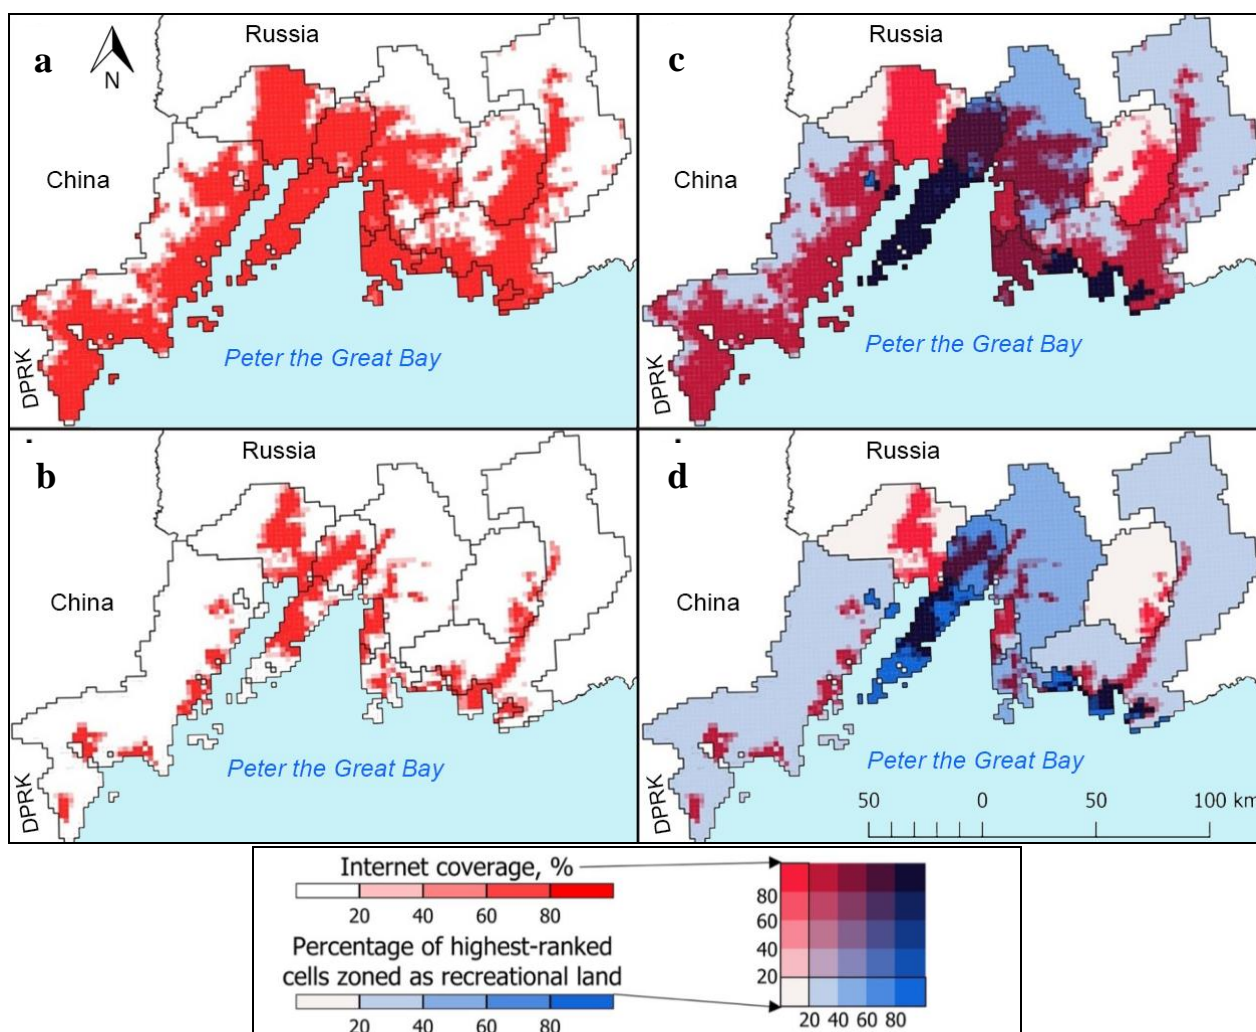 a
N
Russia
China
DPRK
Peter the Great Bay
c
Russia
China
DPRK
Peter the Great Bay
b
Russia
China
DPRK
Peter the Great Bay
d
Russia
China
DPRK
Peter the Great Bay
50 0 50 100 km
Internet coverage, %
20 40 60 80
Percentage of highest-ranked
cells zoned as recreational land
20 40 60 80
80
60
40
20
20 40 60 80